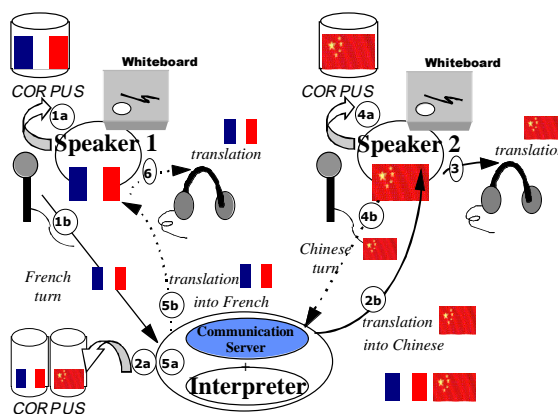 Whiteboard
Whiteboard
CORPUS
CORPUS
1a
4a
Speaker 1
Speaker 2
translation
translation
6
3
1b
4b
French
turn
Chinese
turn
translation
into French
5b
2b
translation
into Chinese
Communication
Server
+
Interpreter
2a
5a
CORPUS